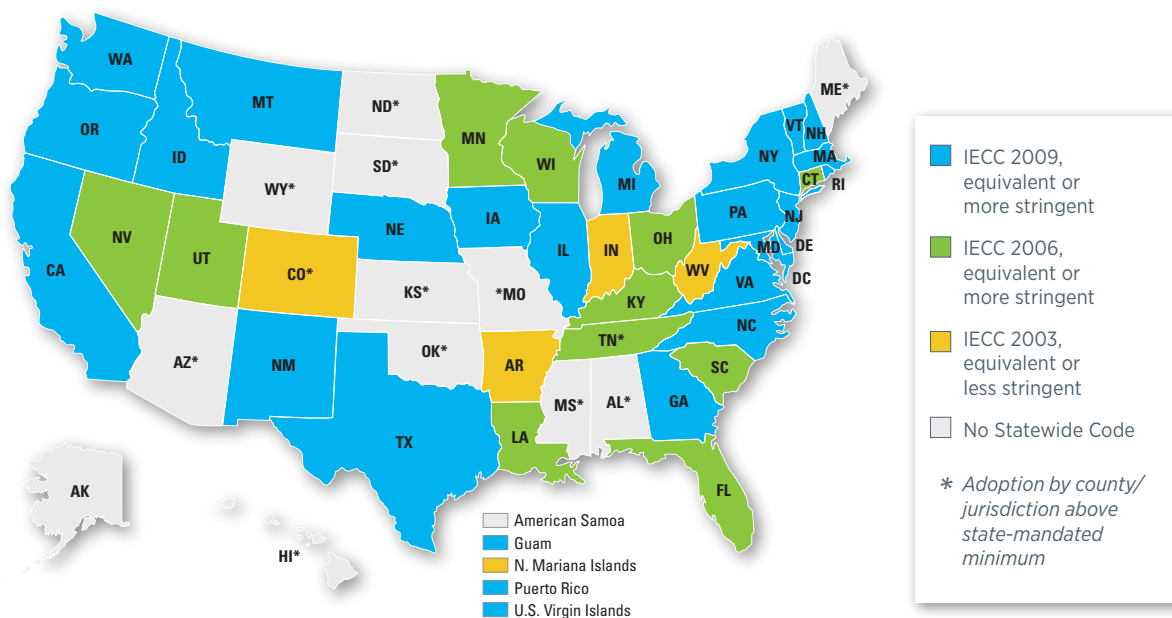 WA
MT
ND*
ME*
OR
MN
VT
NH
ID
SD*
WI
NY
MA
WY*
MI
CT
RI
IA
PA
NE
NJ
NV
OH
UT
IL
IN
MD
DE
CA
CO*
WV
DC
KS*
*MO
VA
KY
NC
TN*
OK*
AZ*
NM
AR
SC
MS*
AL*
GA
TX
LA
FL
AK
HI*
American Samoa
Guam
N. Mariana Islands
Puerto Rico
U.S. Virgin Islands
IECC 2009,
equivalent or
more stringent
IECC 2006,
equivalent or
more stringent
IECC 2003,
equivalent or
less stringent
No Statewide Code
* Adoption by county/
jurisdiction above
state-mandated
minimum